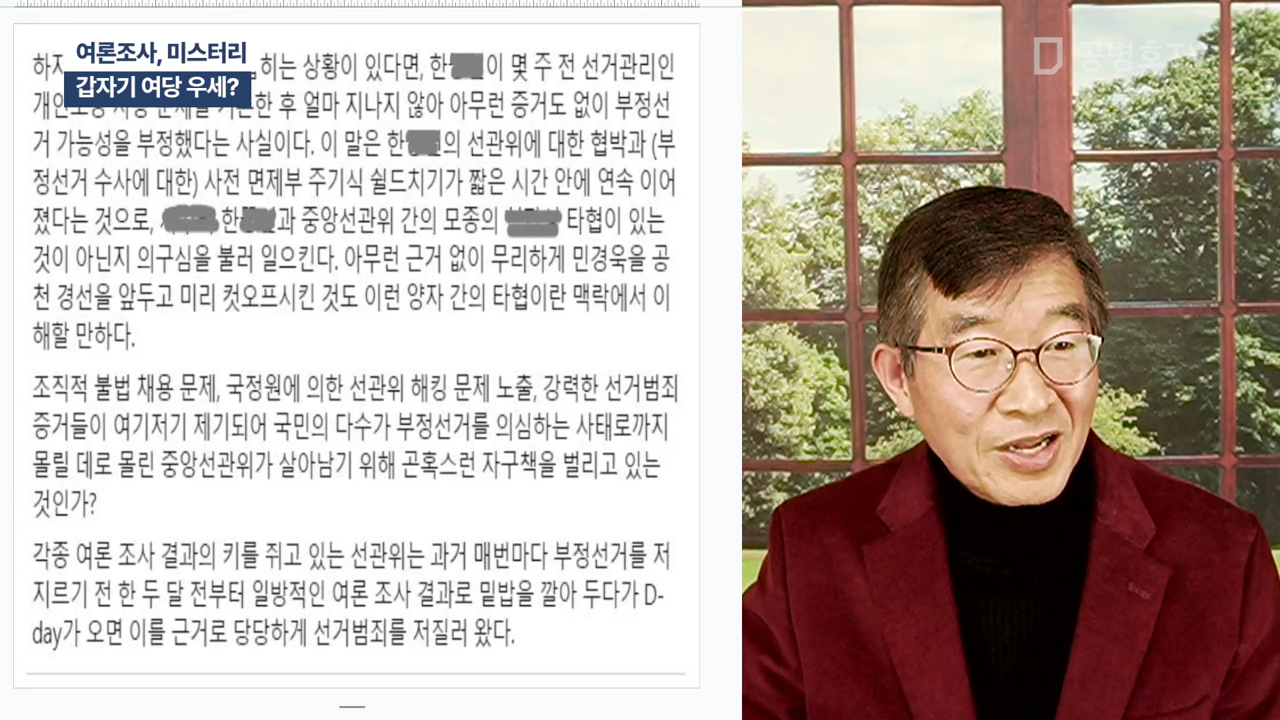 여론조사, 미스터리
갑자기 여당 우세?
히는 상황이 있다면, 한 이 몇 주 전 선거관리인
한 후 얼마 지나지 않아 아무런 증거도 없이 부정선
거 가능성을 부정했다는 사실이다. 이 말은 한 의 선관위에 대한 협박과 (부
정선거 수사에 대한) 사전 면제부 주기식 쉴드치기가 짧은 시간 안에 연속 이어
졌다는 것으로, 한 과 중앙선관위 간의 모종의 타협이 있는
것이 아닌지 의구심을 불러 일으킨다. 아무런 근거 없이 무리하게 민경욱을 공
천 경선을 앞두고 미리 컷오프시킨 것도 이런 양자 간의 타협이란 맥락에서 이
해할 만하다.
조직적 불법 채용 문제, 국정원에 의한 선관위 해킹 문제 노출, 강력한 선거범죄
증거들이 여기저기 제기되어 국민의 다수가 부정선거를 의심하는 사태로까지
몰릴 데로 몰린 중앙선관위가 살아남기 위해 곤혹스런 자구책을 벌리고 있는
것인가?
각종 여론 조사 결과의 키를 쥐고 있는 선관위는 과거 매번마다 부정선거를 저
지르기 전 한 두 달 전부터 일방적인 여론 조사 결과로 밑밥을 깔아 두다가 D-
day가 오면 이를 근거로 당당하게 선거범죄를 저질러 왔다.
공병호TV